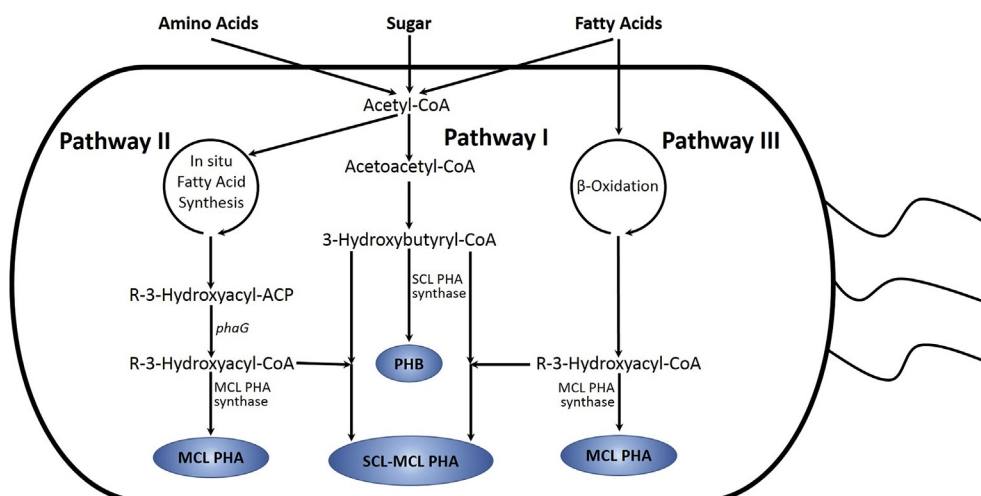 Amino Acids
Sugar
Fatty Acids
Acetyl-CoA
Pathway II
Pathway I
Pathway III
In situ
Fatty Acid
Synthesis
Acetoacetyl-CoA
β-Oxidation
3-Hydroxybutyryl-CoA
SCL PHA
synthase
R-3-Hydroxyacyl-ACP
phaG
R-3-Hydroxyacyl-CoA
PHB
R-3-Hydroxyacyl-CoA
MCL PHA
synthase
MCL PHA
synthase
MCL PHA
SCL-MCL PHA
MCL PHA